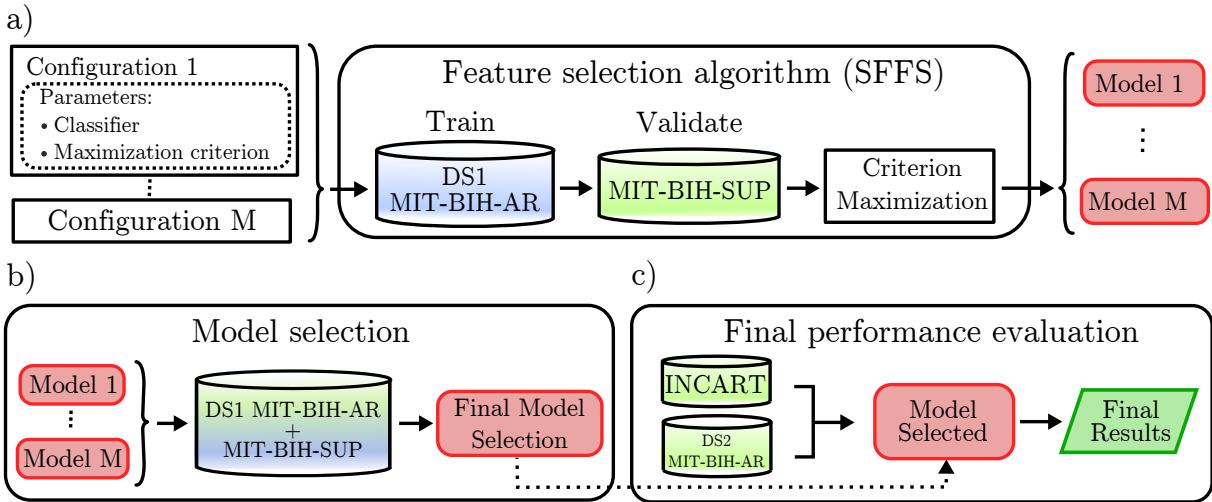 a)
Configuration 1
Parameters:
• Classifier
• Maximization criterion
Configuration M
Feature selection algorithm (SFFS)
Train
DS1
MIT-BIH-AR
Validate
MIT-BIH-SUP
Criterion
Maximization
Model 1
Model M
b)
Model selection
Model 1
Model M
DS1 MIT-BIH-AR
+
MIT-BIH-SUP
Final Model
Selection
c)
Final performance evaluation
INCART
DS2
MIT-BIH-AR
Model
Selected
Final
Results